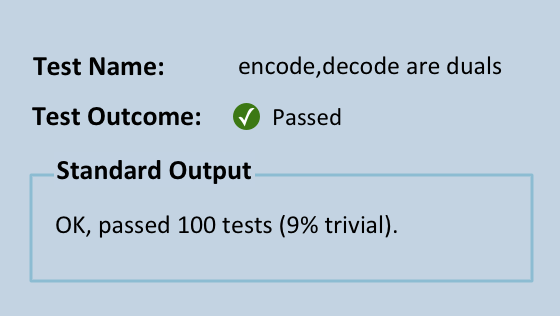 Test Name: encode,decode are duals
Test Outcome: Passed
Standard Output
OK, passed 100 tests (9% trivial).